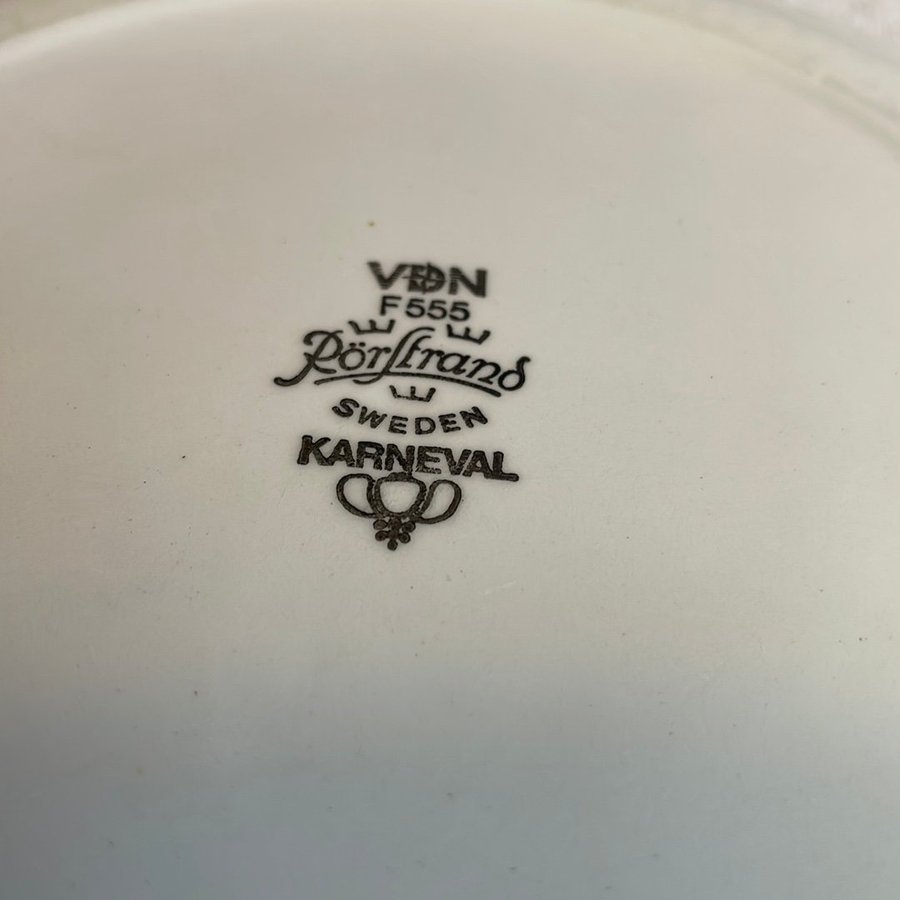 VDN
F555
Rörstrand
SWEDEN
KARNEVAL